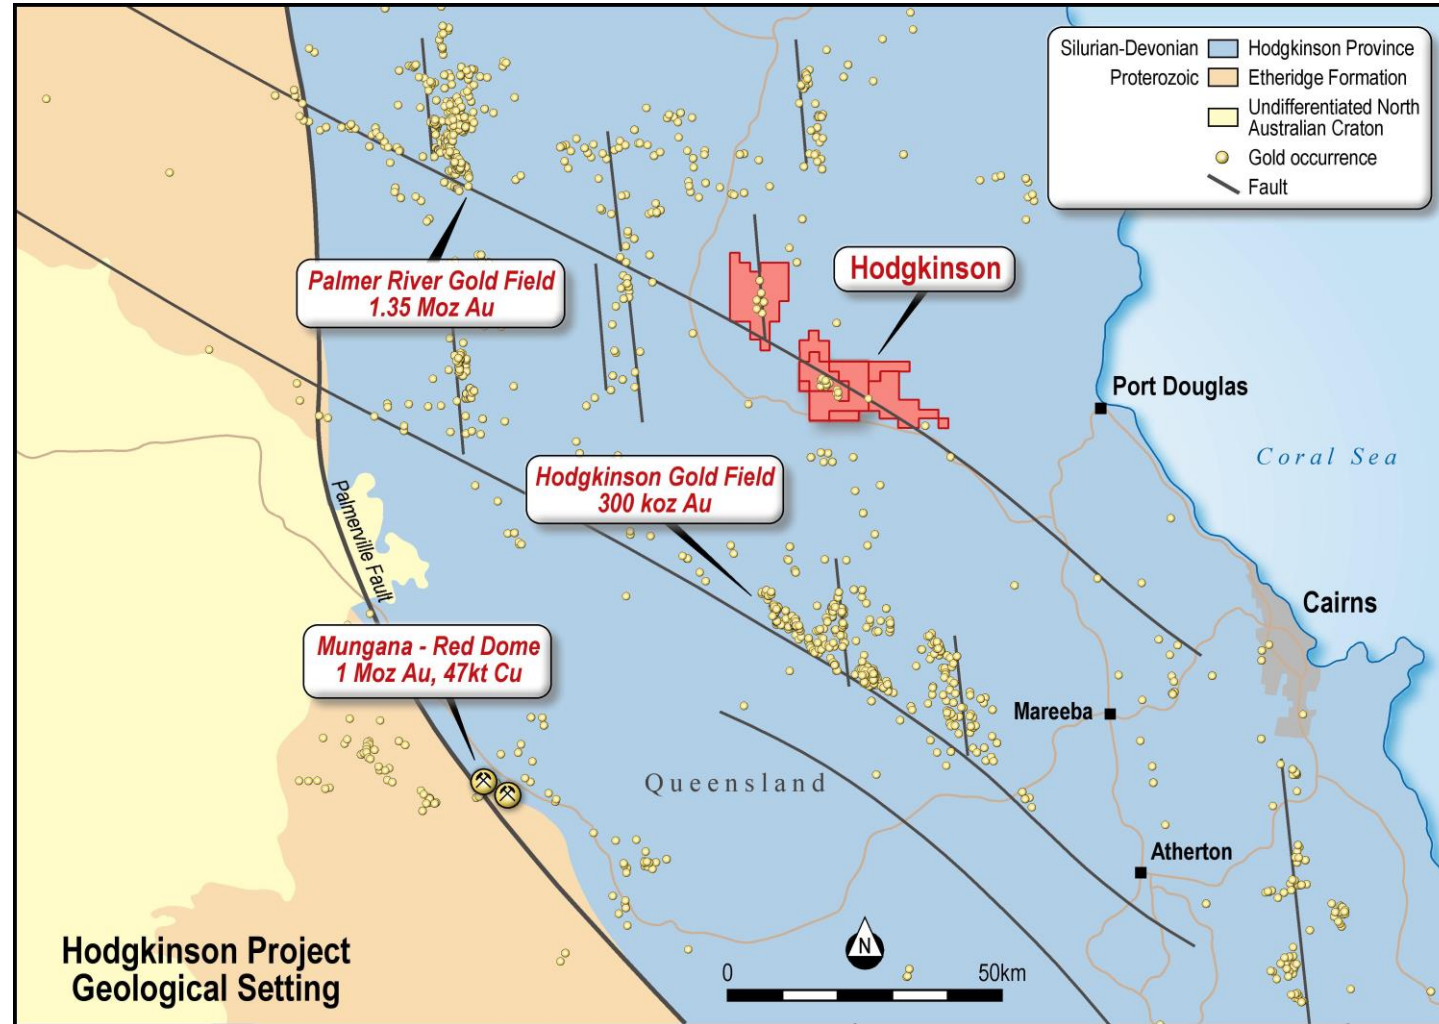 Silurian-Devonian Hodgkinson Province
Proterozoic Etheridge Formation
Undifferentiated North
Australian Craton
Gold occurrence
Fault
Palmer River Gold Field
1.35 Moz Au
Hodgkinson
Port Douglas
Coral Sea
Hodgkinson Gold Field
300 koz Au
Palmerville Fault
Cairns
Mungana - Red Dome
1 Moz Au, 47kt Cu
Mareeba
Queensland
Atherton
Hodgkinson Project
Geological Setting
N
0 50km